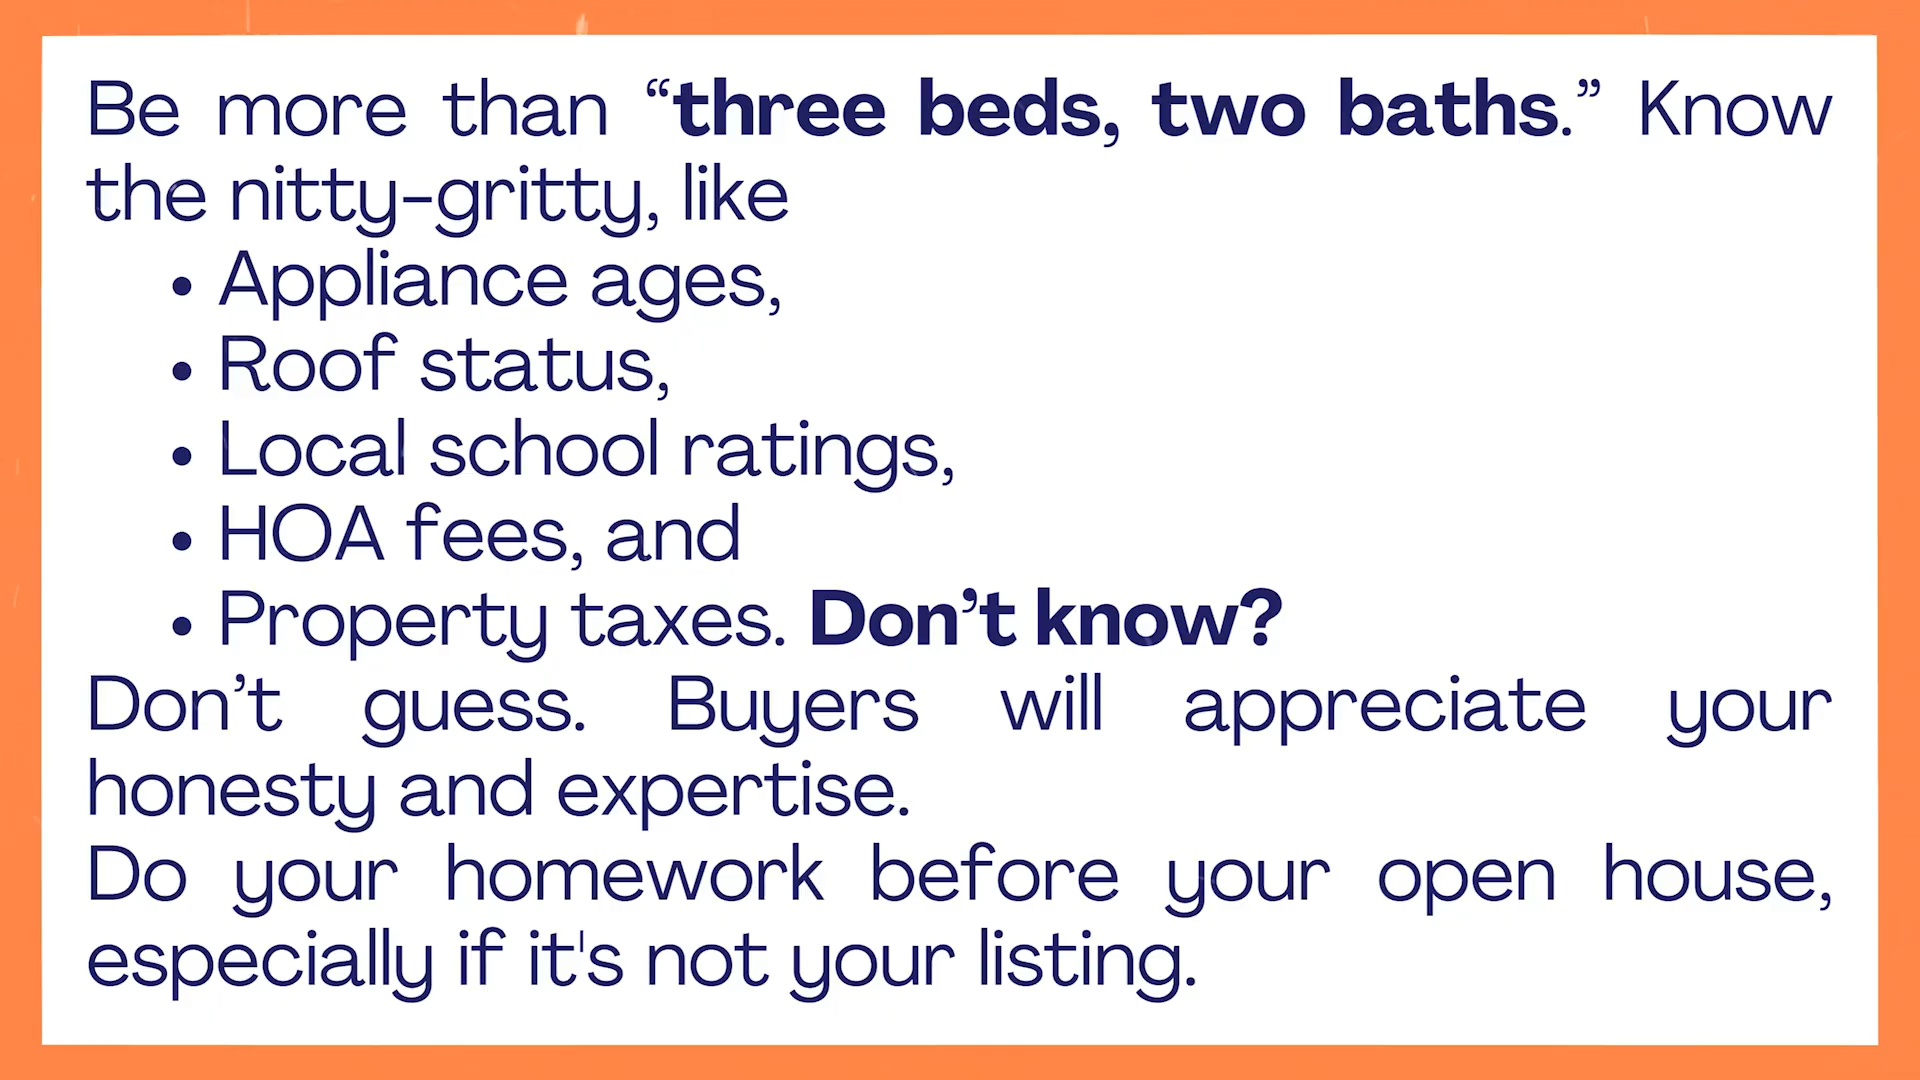 Be more than “three beds, two baths.” Know
the nitty-gritty, like
• Appliance ages,
• Roof status,
• Local school ratings,
• HOA fees, and
• Property taxes. Don’t know?
Don’t guess. Buyers will appreciate your
honesty and expertise.
Do your homework before your open house,
especially if it's not your listing.